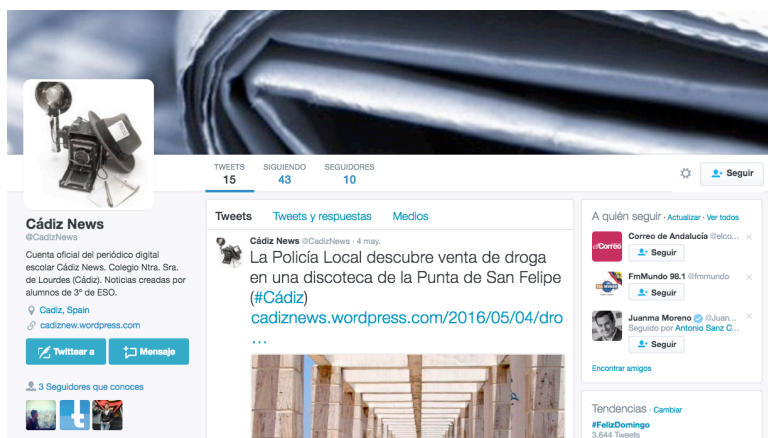 TWEETS
15
SIGUIENDO
43
SEGUIDORES
10
Seguir
Cádiz News
@CadizNews
Cuenta oficial del periódico digital
escolar Cádiz News. Colegio Ntra. Sra.
de Lourdes (Cádiz). Noticias creadas por
alumnos de 3º de ESO.
Cadiz, Spain
cadiznew.wordpress.com
Twittear a
Mensaje
3 Seguidores que conoces
Tweets Tweets y respuestas Medios
Cádiz News @CadizNews · 4 may.
La Policía Local descubre venta de droga
en una discoteca de la Punta de San Felipe
(#Cádiz)
cadiznews.wordpress.com/2016/05/04/dro
...
A quién seguir · Actualizar · Ver todos
elCorreo
Correo de Andalucía @elco...
Seguir
FmMundo 98.1 @fmmundo
Seguir
Juanma Moreno @Juan...
Seguido por Antonio Sanz C...
Seguir
Encontrar amigos
Tendencias · Cambiar
#FelizDomingo
3.644 Tweets